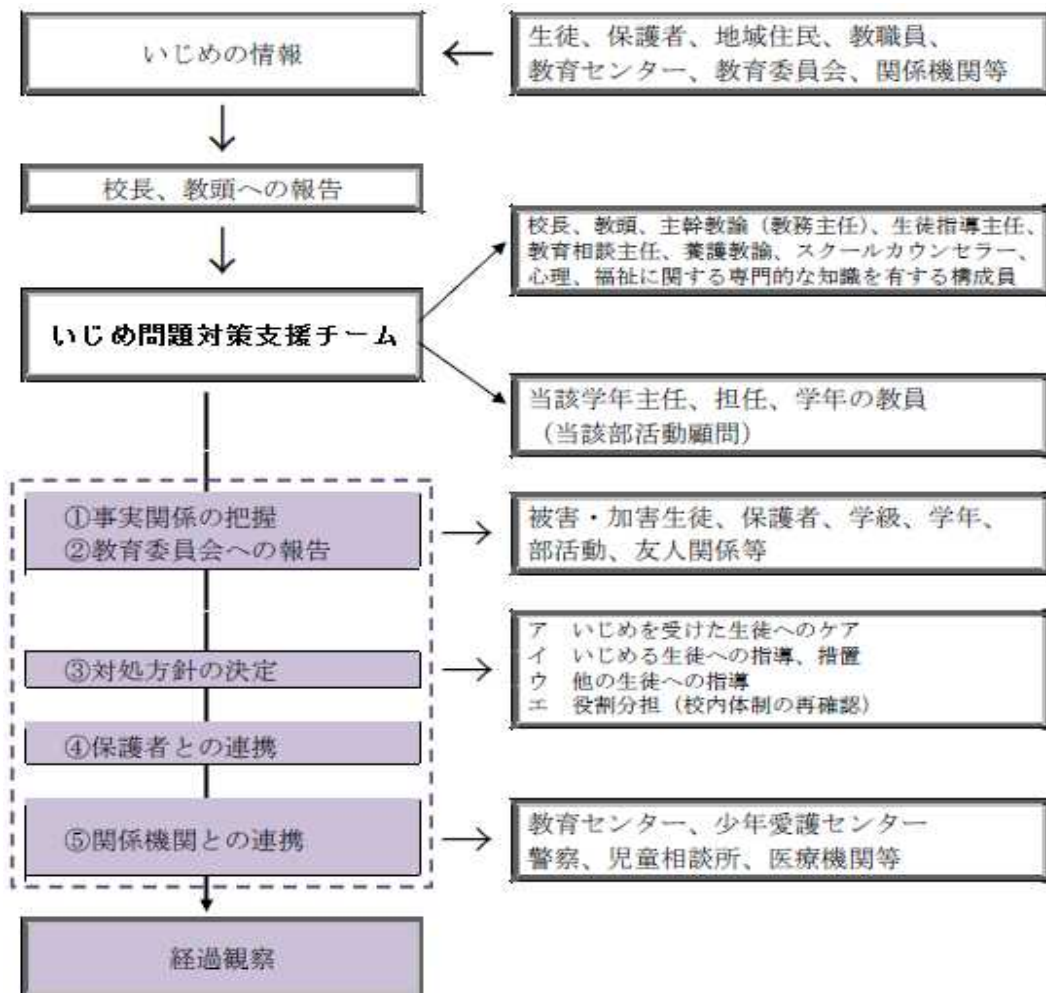 いじめの情報
生徒、保護者、地域住民、教職員、
教育センター、教育委員会、関係機関等
校長、教頭への報告
校長、教頭、主幹教諭（教務主任）、生徒指導主任、
教育相談主任、養護教諭、スクールカウンセラー、
心理、福祉に関する専門的な知識を有する構成員
いじめ問題対策支援チーム
当該学年主任、担任、学年の教員
（当該部活動顧問）
①事実関係の把握
②教育委員会への報告
被害・加害生徒、保護者、学級、学年、
部活動、友人関係等
③対処方針の決定
ア　いじめを受けた生徒へのケア
イ　いじめる生徒への指導、措置
ウ　他の生徒への指導
エ　役割分担（校内体制の再確認）
④保護者との連携
⑤関係機関との連携
教育センター、少年愛護センター
警察、児童相談所、医療機関等
経過観察